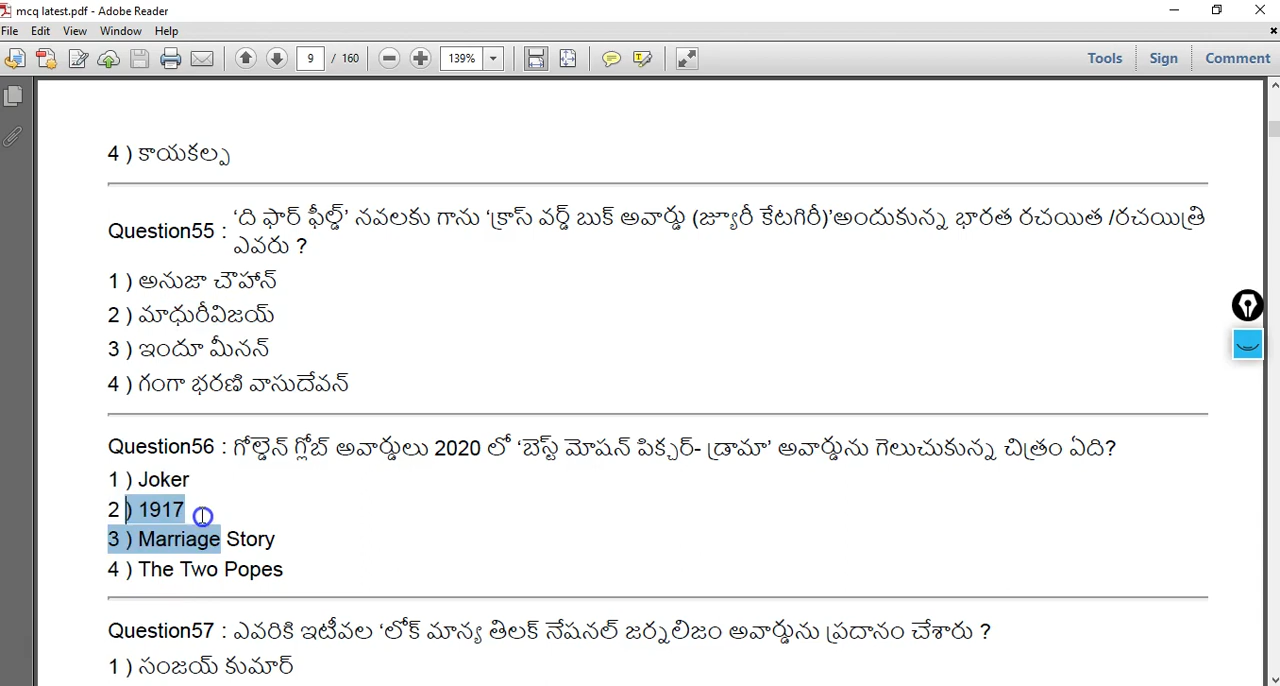 mcq latest.pdf - Adobe Reader
File Edit View Window Help
9 / 160 139% Tools Sign Comment
4 ) కాయకల్ప
Question55 : 'ది ఫార్ ఫీల్డ్' నవలకు గాను 'క్రాస్ వర్డ్ బుక్ అవార్డు (జ్యూరీ కేటగిరీ)'అందుకున్న భారత రచయిత /రచయిత్రి
ఎవరు ?
1 ) అనుజా చౌహాన్
2 ) మాధురీవిజయ్
3 ) ఇందూ మీనన్
4 ) గంగా భరణి వాసుదేవన్
Question56 : గోల్డెన్ గ్లోబ్ అవార్డులు 2020 లో 'బెస్ట్ మోషన్ పిక్చర్- డ్రామా' అవార్డును గెలుచుకున్న చిత్రం ఏది?
1 ) Joker
2 ) 1917
3 ) Marriage Story
4 ) The Two Popes
Question57 : ఎవరికి ఇటీవల 'లోక్ మాన్య తిలక్ నేషనల్ జర్నలిజం అవార్డును ప్రదానం చేశారు ?
1 ) సంజయ్ కుమార్